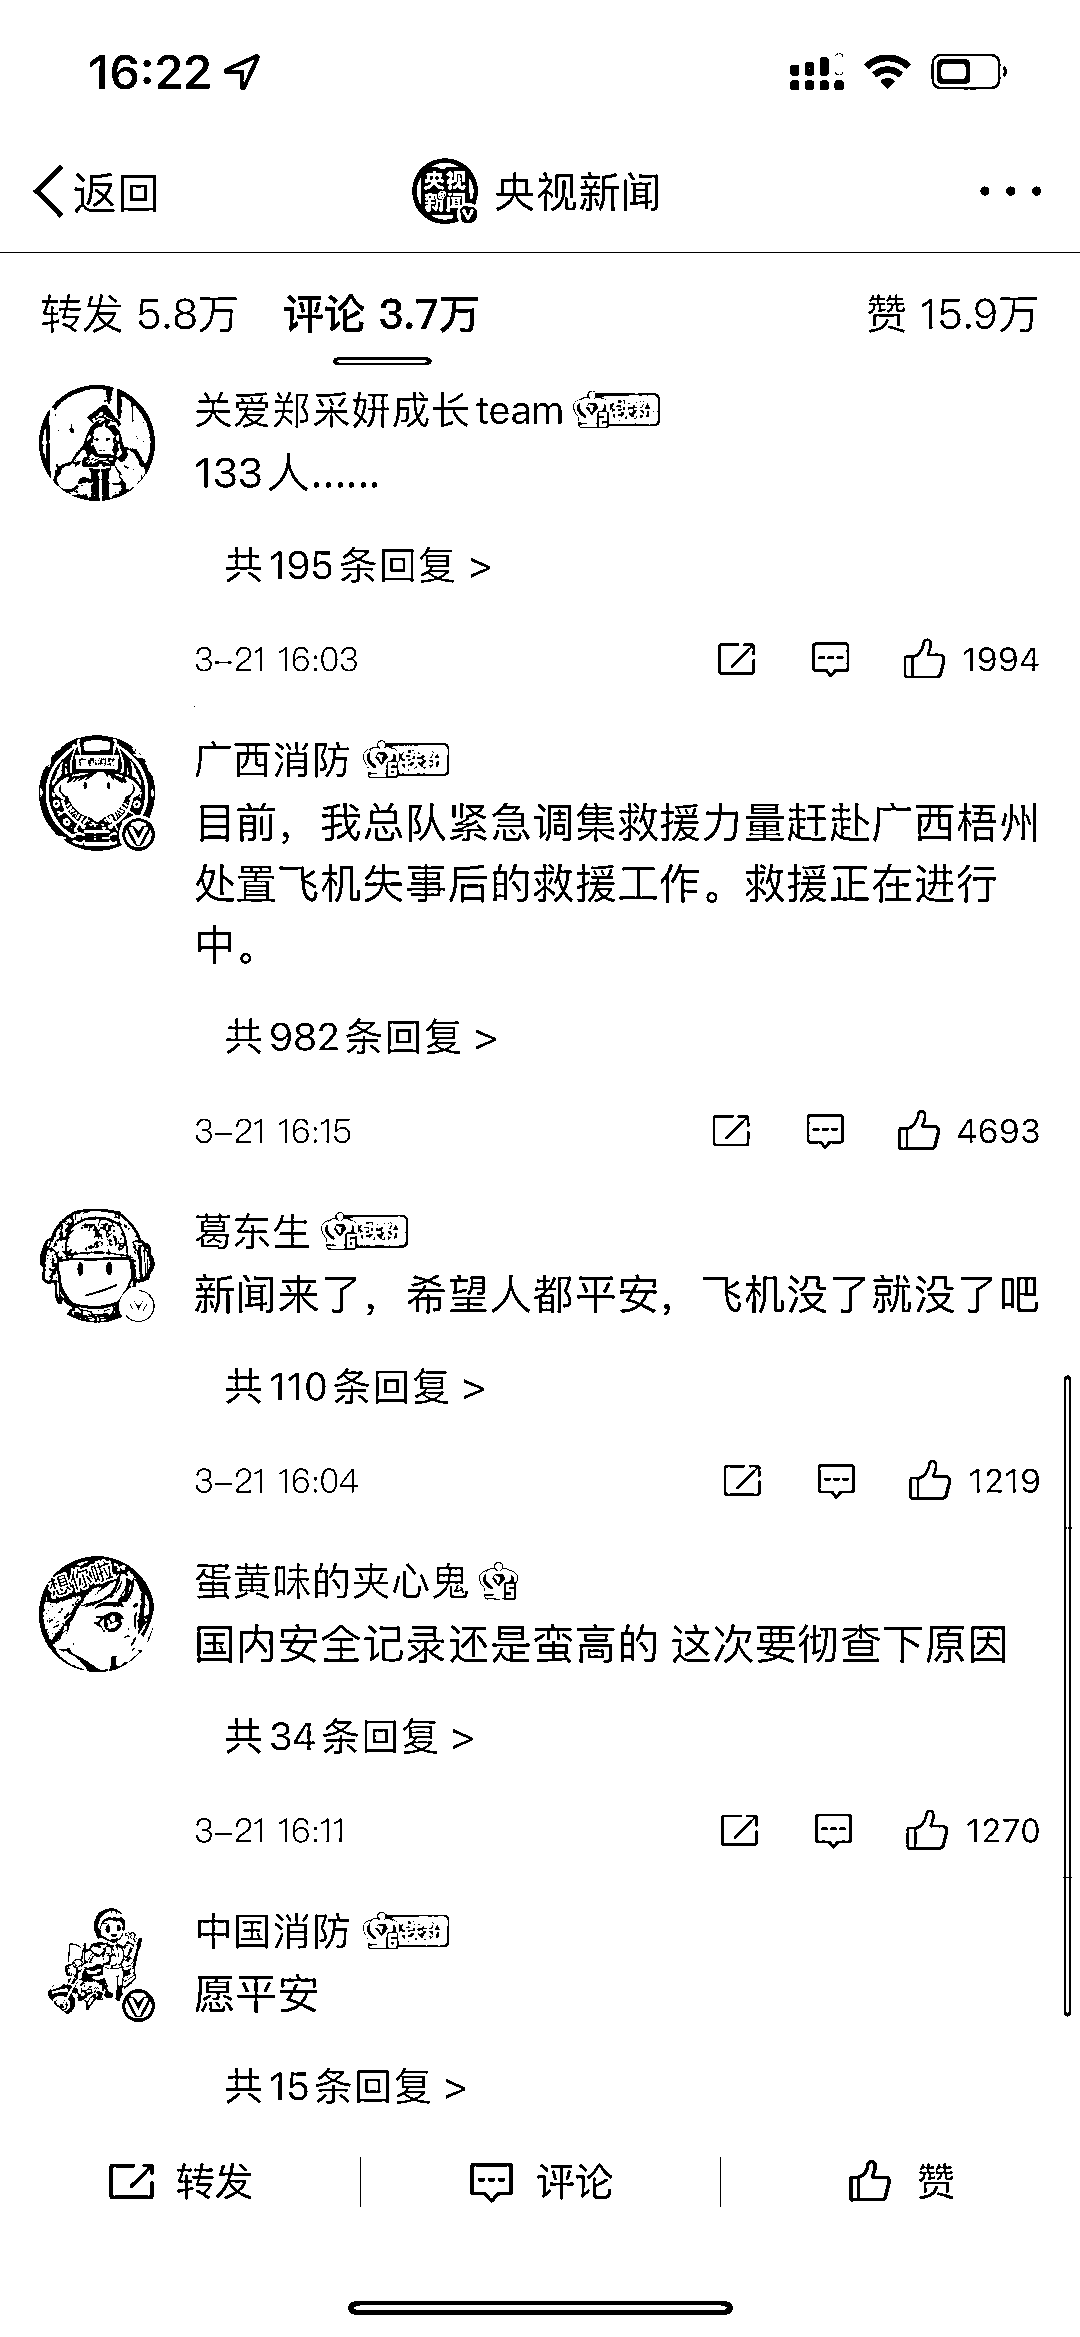 16:22
返回
央视新闻
央视新闻
转发 5.8万 评论 3.7万 赞 15.9万
关爱郑采妍成长team 铁粉
133人......
共195条回复 >
3-21 16:03 1994
广西消防 铁粉
目前，我总队紧急调集救援力量赶赴广西梧州
处置飞机失事后的救援工作。救援正在进行
中。
共982条回复 >
3-21 16:15 4693
葛东生 铁粉
新闻来了，希望人都平安，飞机没了就没了吧
共110条回复 >
3-21 16:04 1219
想你啦
蛋黄味的夹心鬼
国内安全记录还是蛮高的 这次要彻查下原因
共34条回复 >
3-21 16:11 1270
中国消防 铁粉
愿平安
共15条回复 >
转发 评论 赞